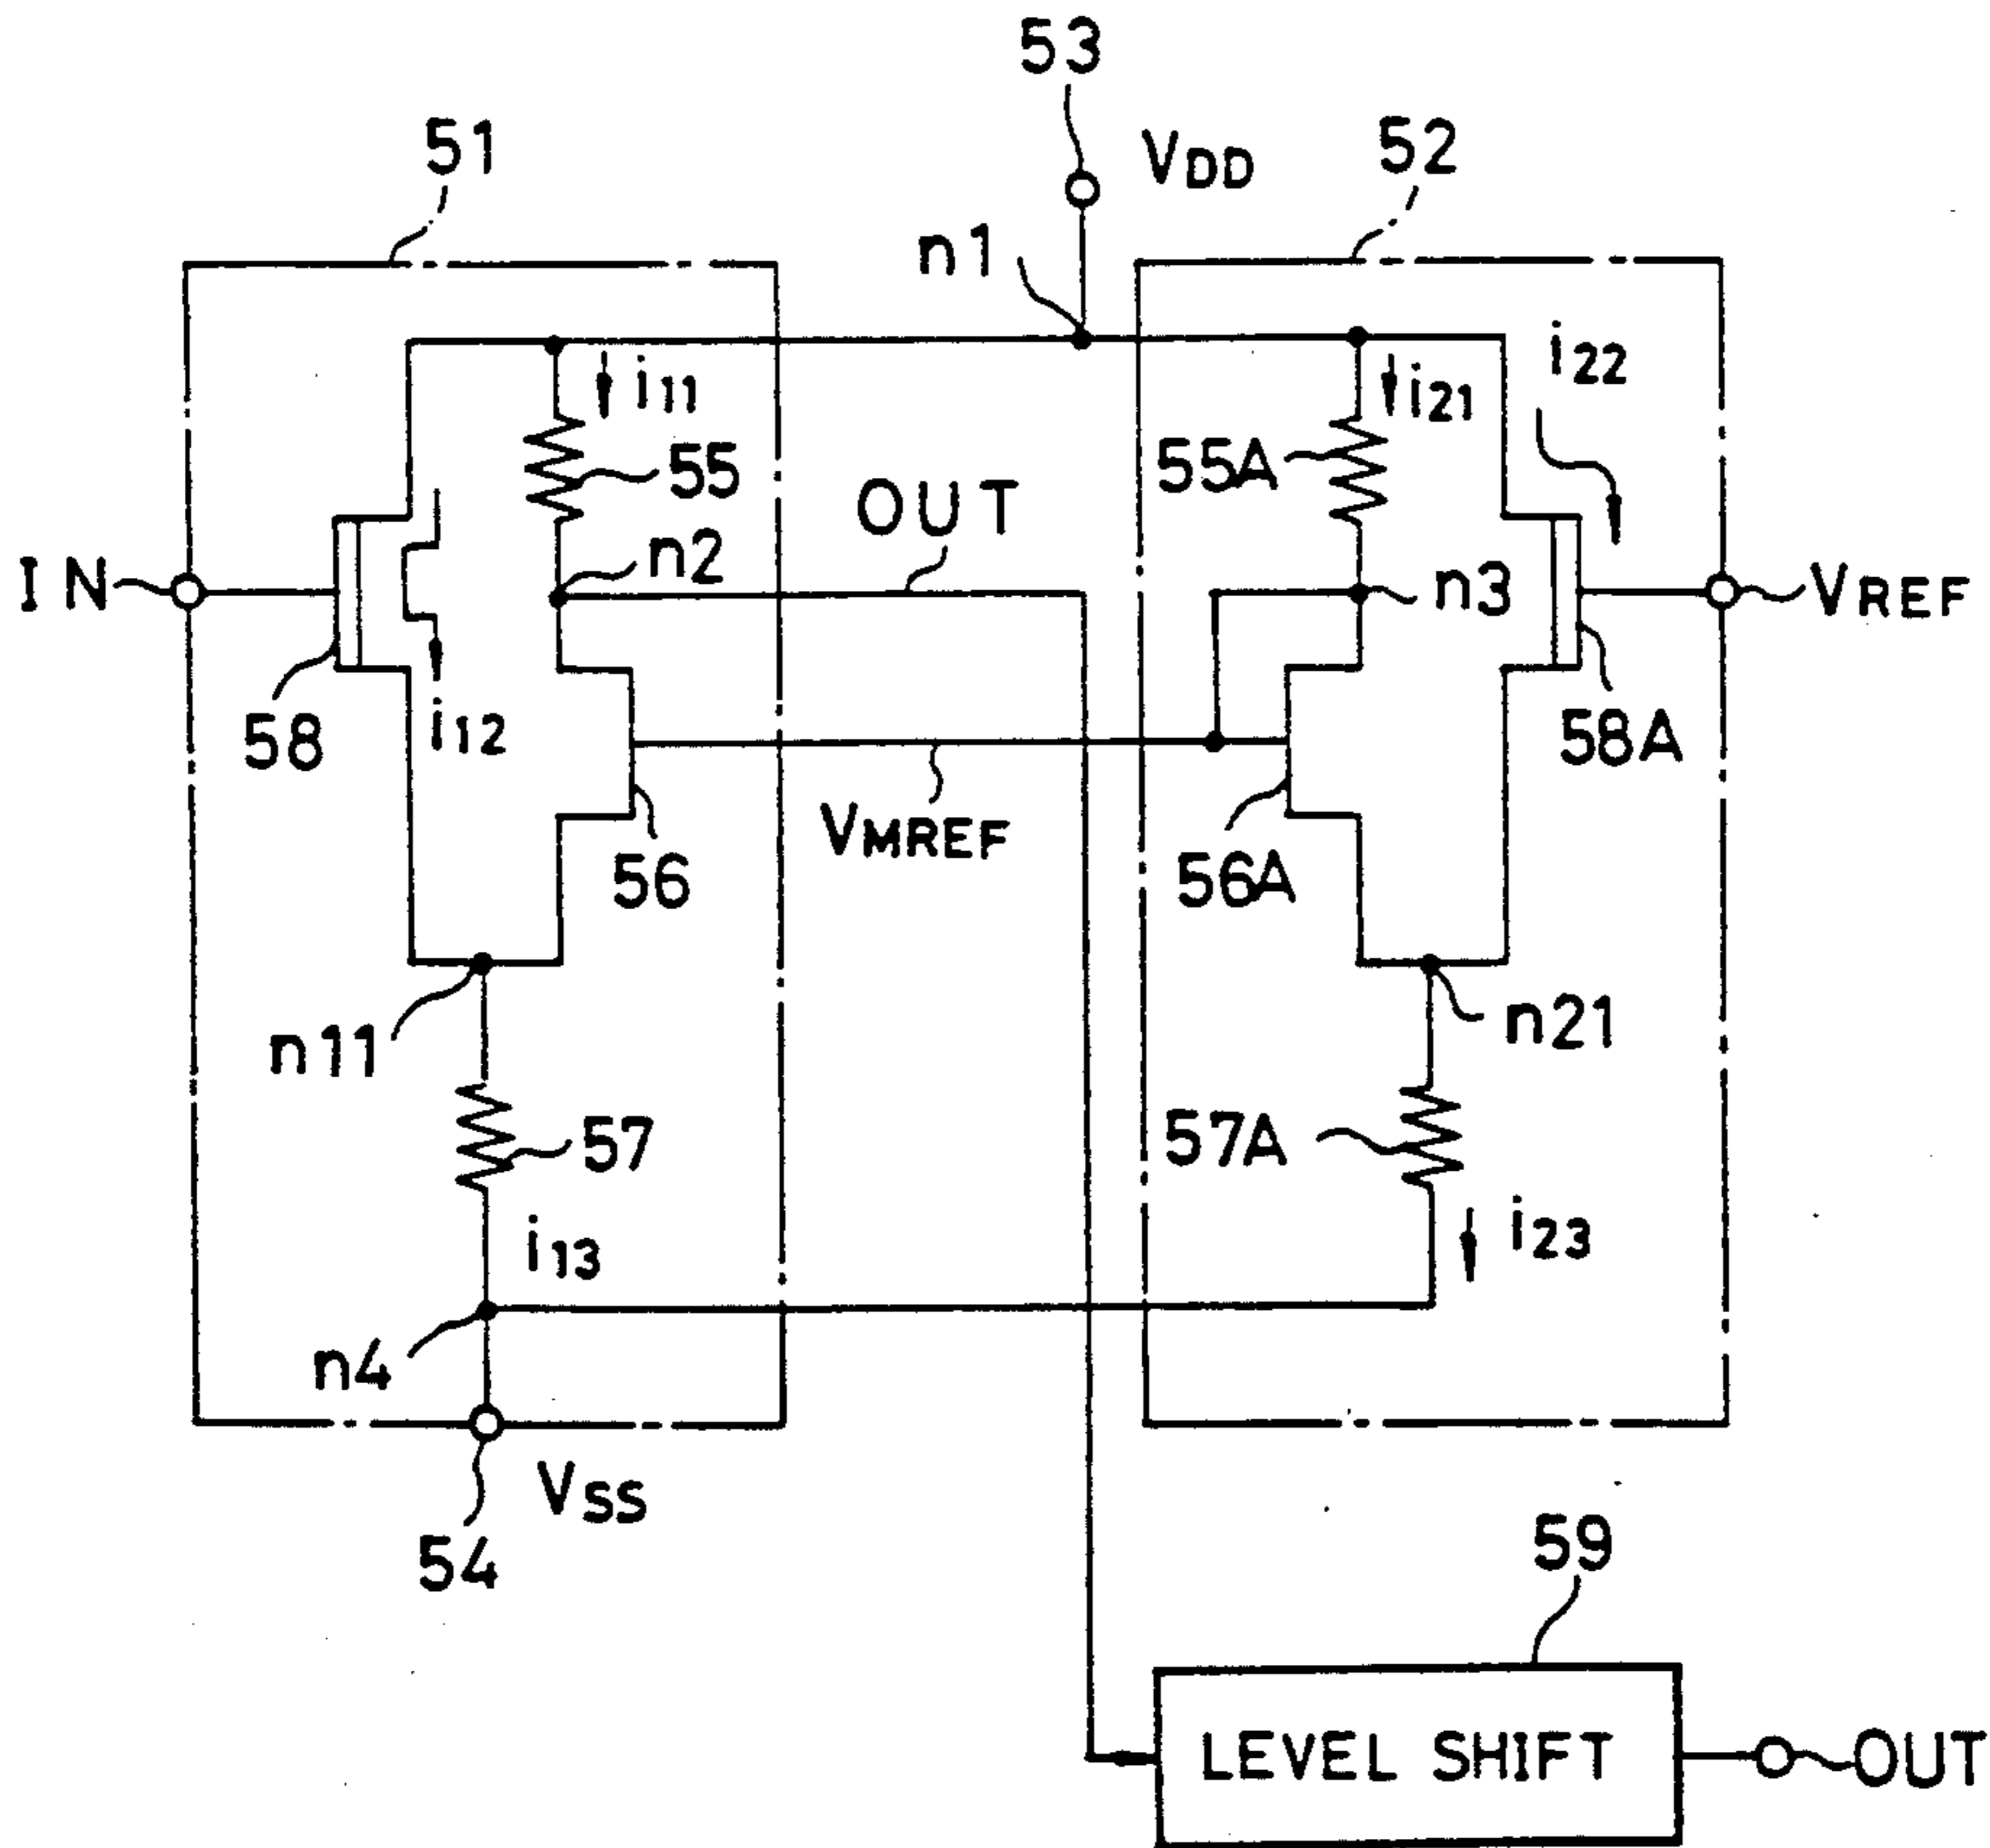 53
51
VDD
52
n1
i11
i21
i22
55
55A
OUT
n2
n3
IN
VREF
58
i12
58A
VMREF
56
56A
n11
n21
57
57A
i13
i23
n4
VSS
54
59
LEVEL SHIFT
OUT